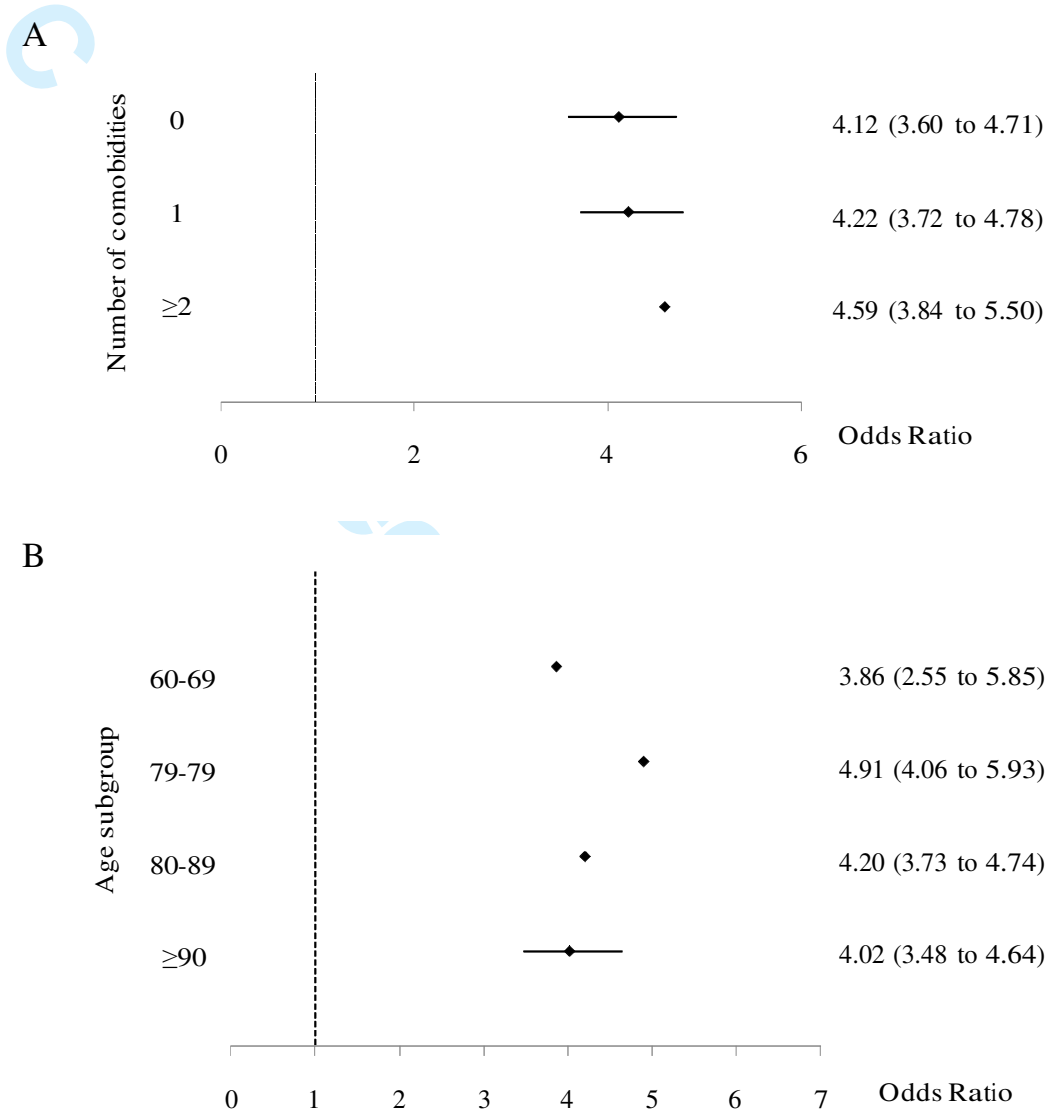 A
Number of comobidities
0
4.12 (3.60 to 4.71)
1
4.22 (3.72 to 4.78)
≥2
4.59 (3.84 to 5.50)
0 2 4 6
Odds Ratio
B
Age subgroup
60-69
3.86 (2.55 to 5.85)
79-79
4.91 (4.06 to 5.93)
80-89
4.20 (3.73 to 4.74)
≥90
4.02 (3.48 to 4.64)
0 1 2 3 4 5 6 7
Odds Ratio